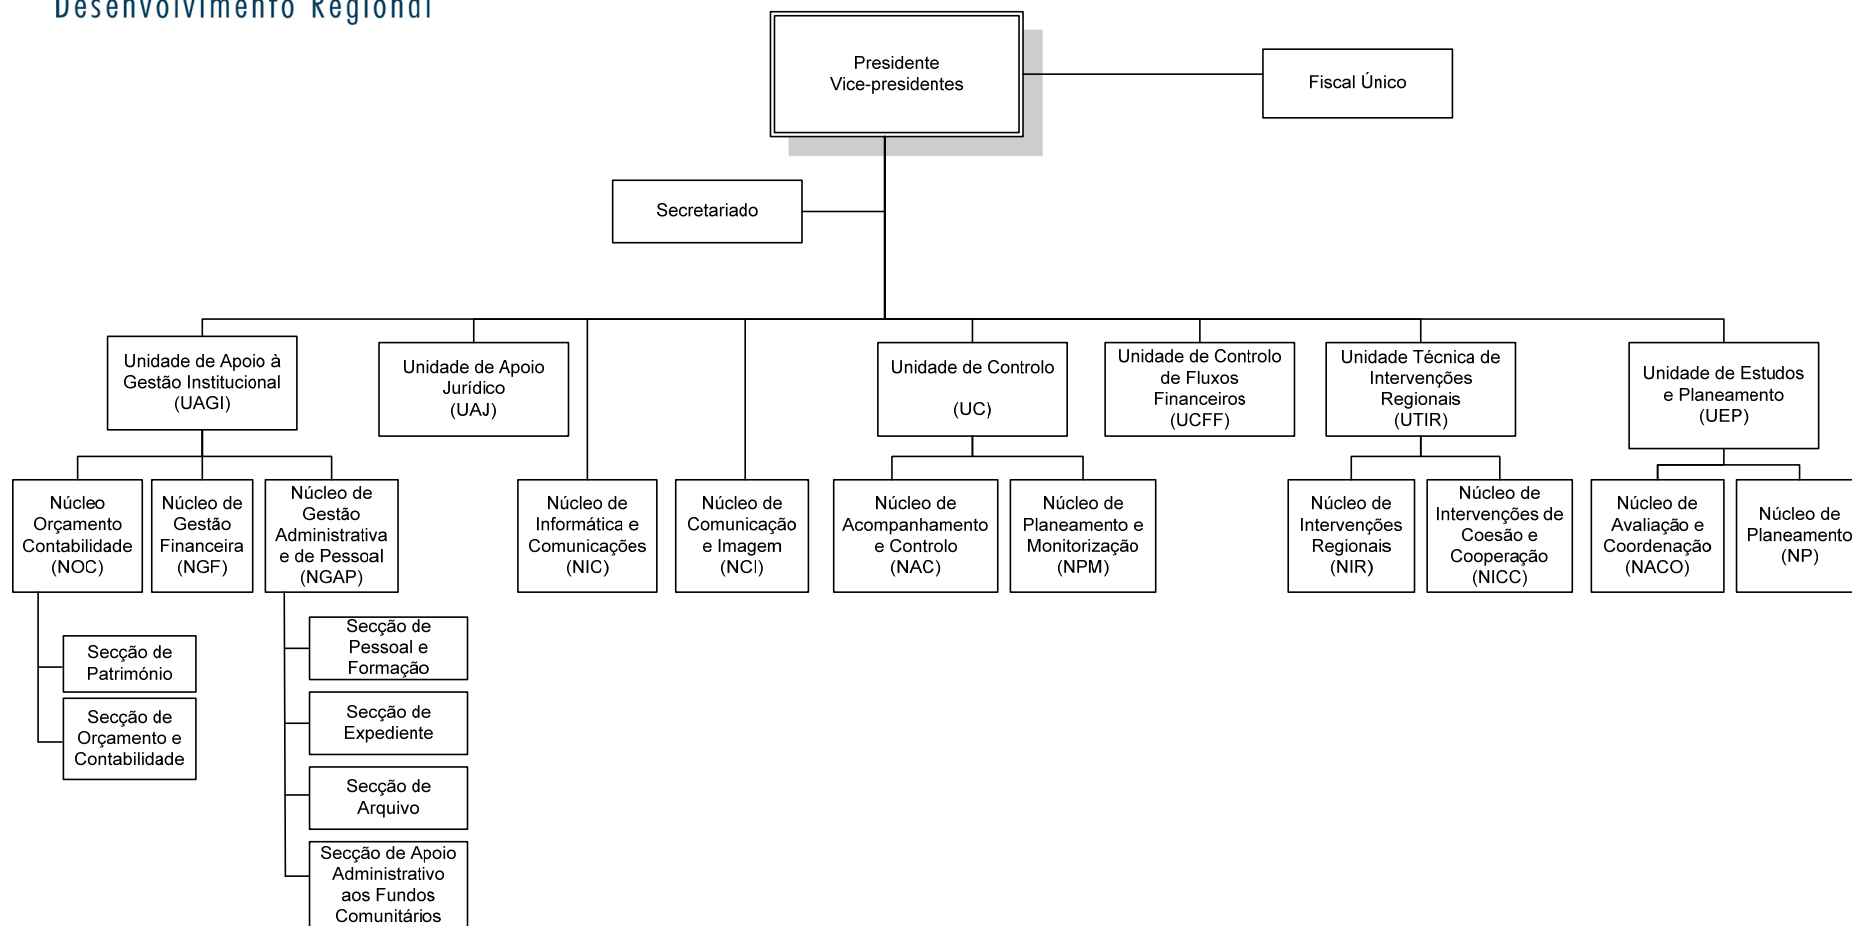 Desenvolvimento Regional
Presidente
Vice-presidentes
Fiscal Único
Secretariado
Unidade de Apoio à
Gestão Institucional
(UAGI)
Unidade de Apoio
Jurídico
(UAJ)
Unidade de Controlo
(UC)
Unidade de Controlo
de Fluxos
Financeiros
(UCFF)
Unidade Técnica de
Intervenções
Regionais
(UTIR)
Unidade de Estudos
e Planeamento
(UEP)
Núcleo
Orçamento
Contabilidade
(NOC)
Núcleo de
Gestão
Financeira
(NGF)
Núcleo de
Gestão
Administrativa
e de Pessoal
(NGAP)
Núcleo de
Informática e
Comunicações
(NIC)
Núcleo de
Comunicação
e Imagem
(NCI)
Núcleo de
Acompanhamento
e Controlo
(NAC)
Núcleo de
Planeamento e
Monitorização
(NPM)
Núcleo de
Intervenções
Regionais
(NIR)
Núcleo de
Intervenções de
Coesão e
Cooperação
(NICC)
Núcleo de
Avaliação e
Coordenação
(NACO)
Núcleo de
Planeamento
(NP)
Secção de
Património
Secção de
Orçamento e
Contabilidade
Secção de
Pessoal e
Formação
Secção de
Expediente
Secção de
Arquivo
Secção de Apoio
Administrativo
aos Fundos
Comunitários